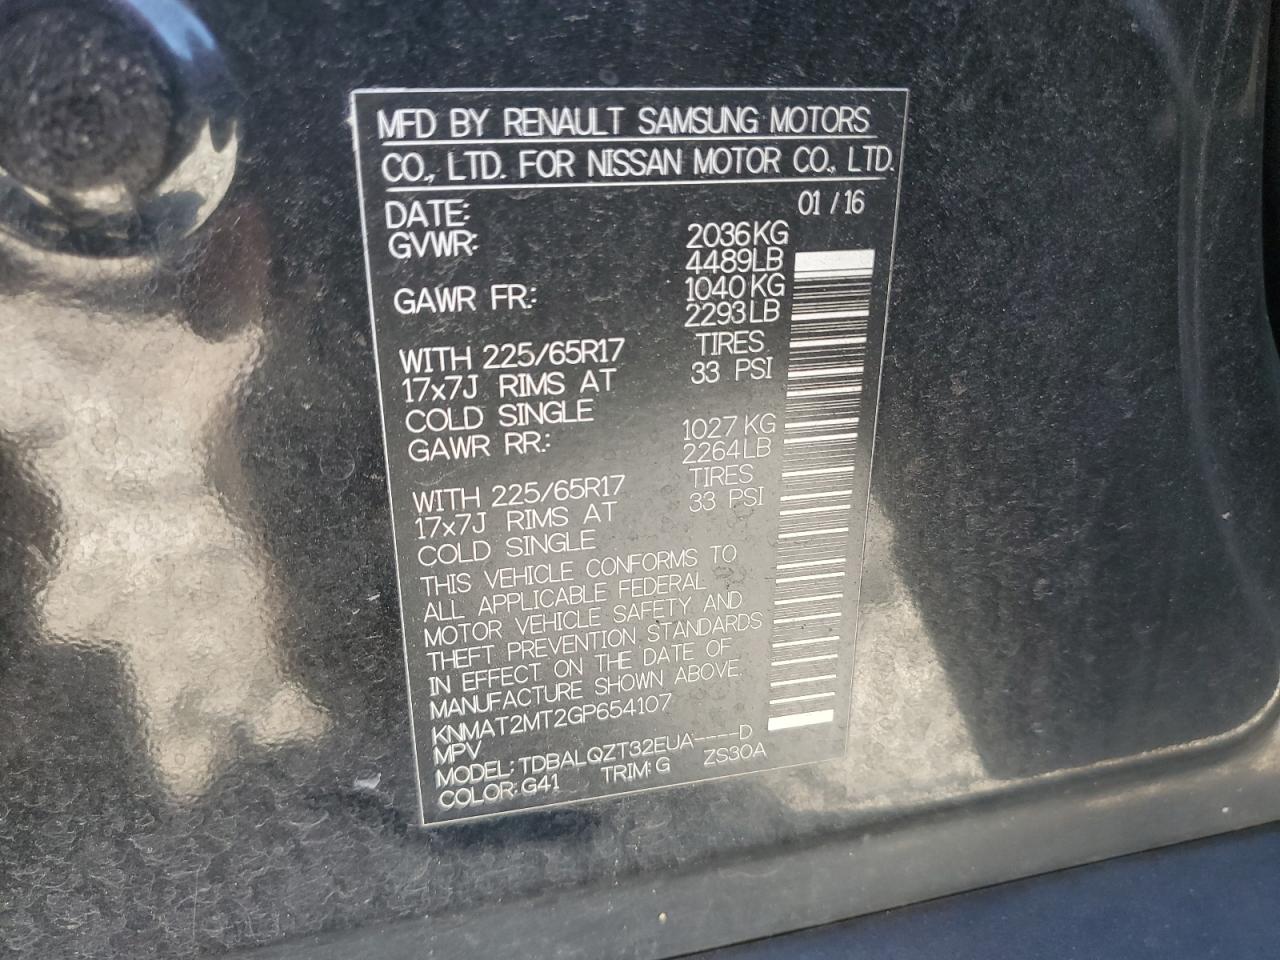 MFD BY RENAULT SAMSUNG MOTORS
CO., LTD. FOR NISSAN MOTOR CO., LTD.
DATE: 01 / 16
GVWR: 2036KG
4489LB
GAWR FR.: 1040 KG
2293LB
WITH 225/65R17 TIRES
17x7J RIMS AT 33 PSI
COLD SINGLE
GAWR RR.: 1027 KG
2264LB
WITH 225/65R17 TIRES
17x7J RIMS AT 33 PSI
COLD SINGLE
THIS VEHICLE CONFORMS TO
ALL APPLICABLE FEDERAL
MOTOR VEHICLE SAFETY AND
THEFT PREVENTION STANDARDS
IN EFFECT ON THE DATE OF
MANUFACTURE SHOWN ABOVE.
KNMAT2MT2GP654107
MPV
MODEL: TDBALQZT32EUA-----D
COLOR: G41 TRIM: G ZS30A